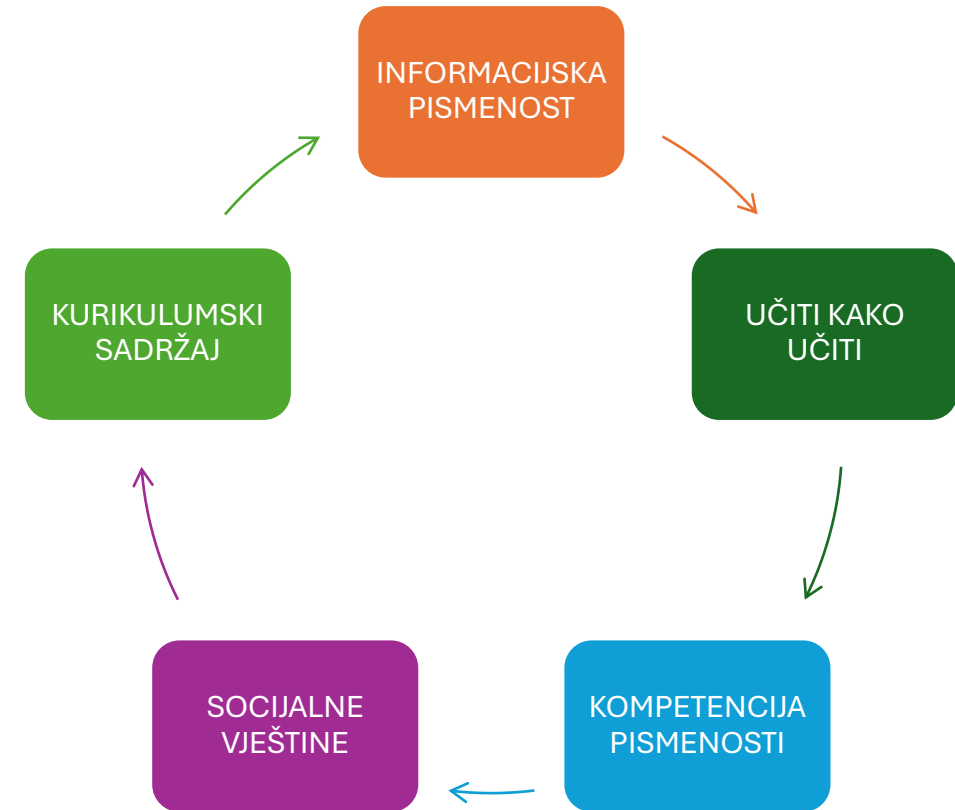 INFORMACIJSKA
PISMENOST
UČITI KAKO
UČITI
KOMPETENCIJA
PISMENOSTI
SOCIJALNE
VJEŠTINE
KURIKULUMSKI
SADRŽAJ